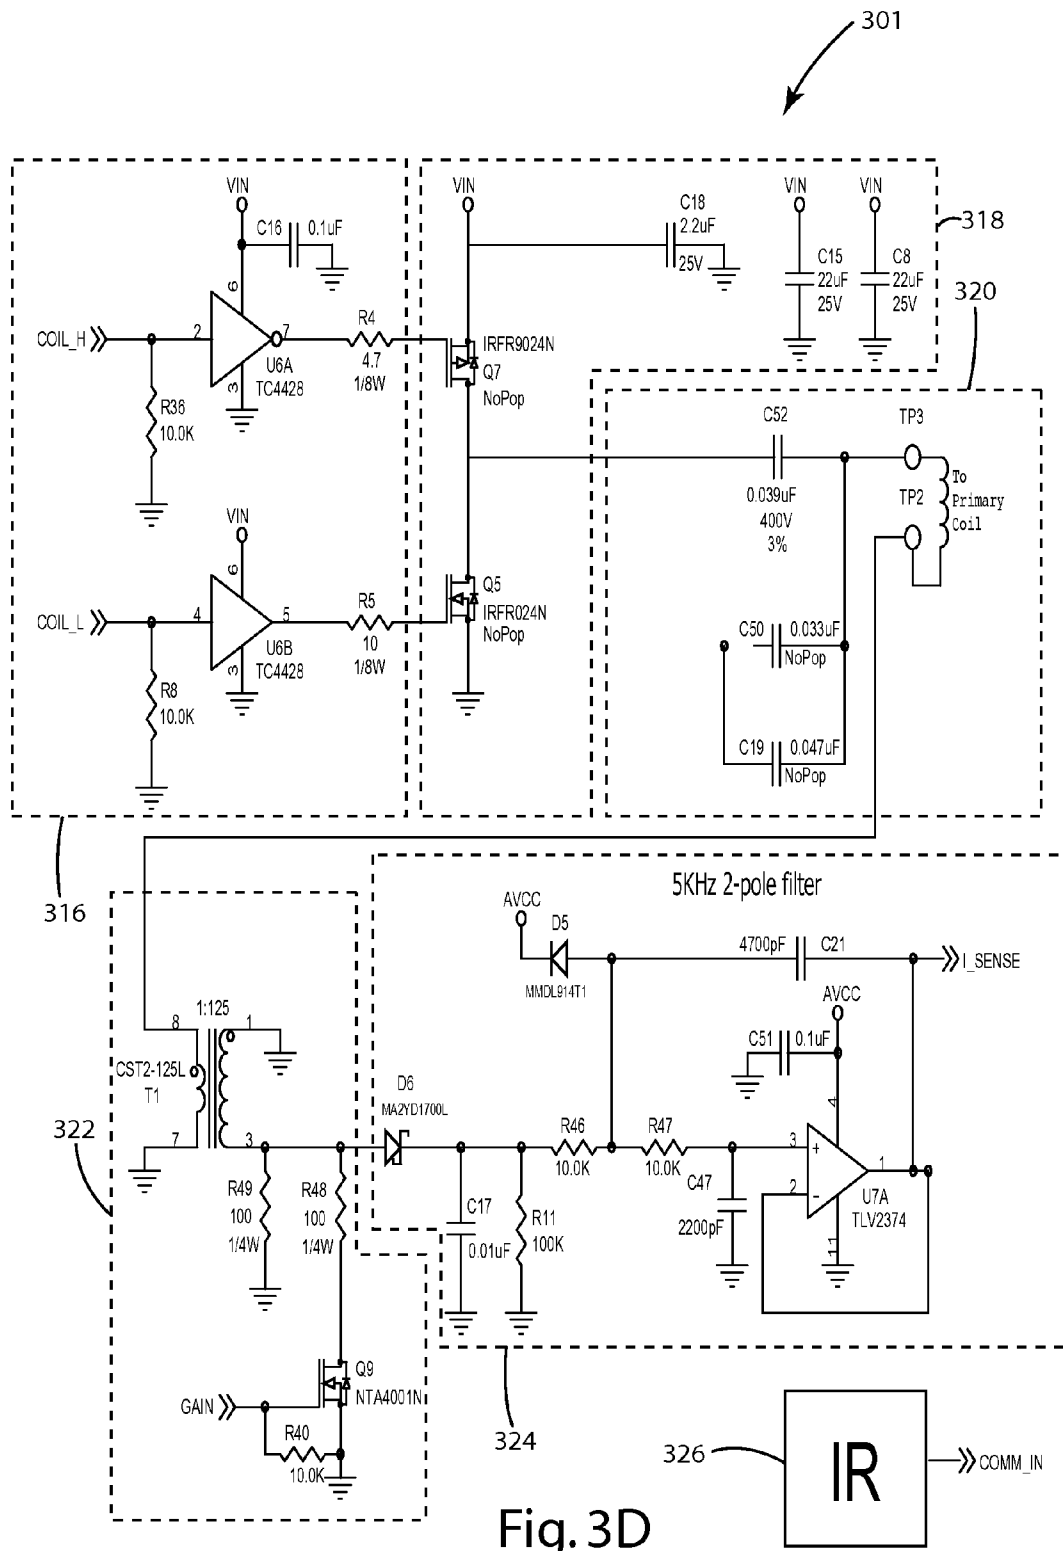 301
VIN
C16 0.1uF
6
COIL_H
2
7
U6A
TC4428
3
R36
10.0K
R4
4.7
1/8W
VIN
6
COIL_L
4
5
U6B
TC4428
3
R8
10.0K
R5
10
1/8W
316
VIN
C18
2.2uF
25V
VIN
C15
22uF
25V
VIN
C8
22uF
25V
318
IRFR9024N
Q7
NoPop
Q5
IRFR024N
NoPop
320
C52
0.039uF
400V
3%
TP3
TP2
To
Primary
Coil
C50 0.033uF
NoPop
C19 0.047uF
NoPop
5KHz 2-pole filter
AVCC
D5
MMDL914T1
4700pF C21
I_SENSE
AVCC
C51 0.1uF
4
1:125
8
1
CST2-125L
T1
7
3
322
D6
MA2YD1700L
R46
10.0K
R47
10.0K
3
+
1
2
-
U7A
TLV2374
11
C47
2200pF
R49
100
1/4W
R48
100
1/4W
C17
0.01uF
R11
100K
Q9
NTA4001N
GAIN
R40
10.0K
324
326
IR
COMM_IN
Fig. 3D